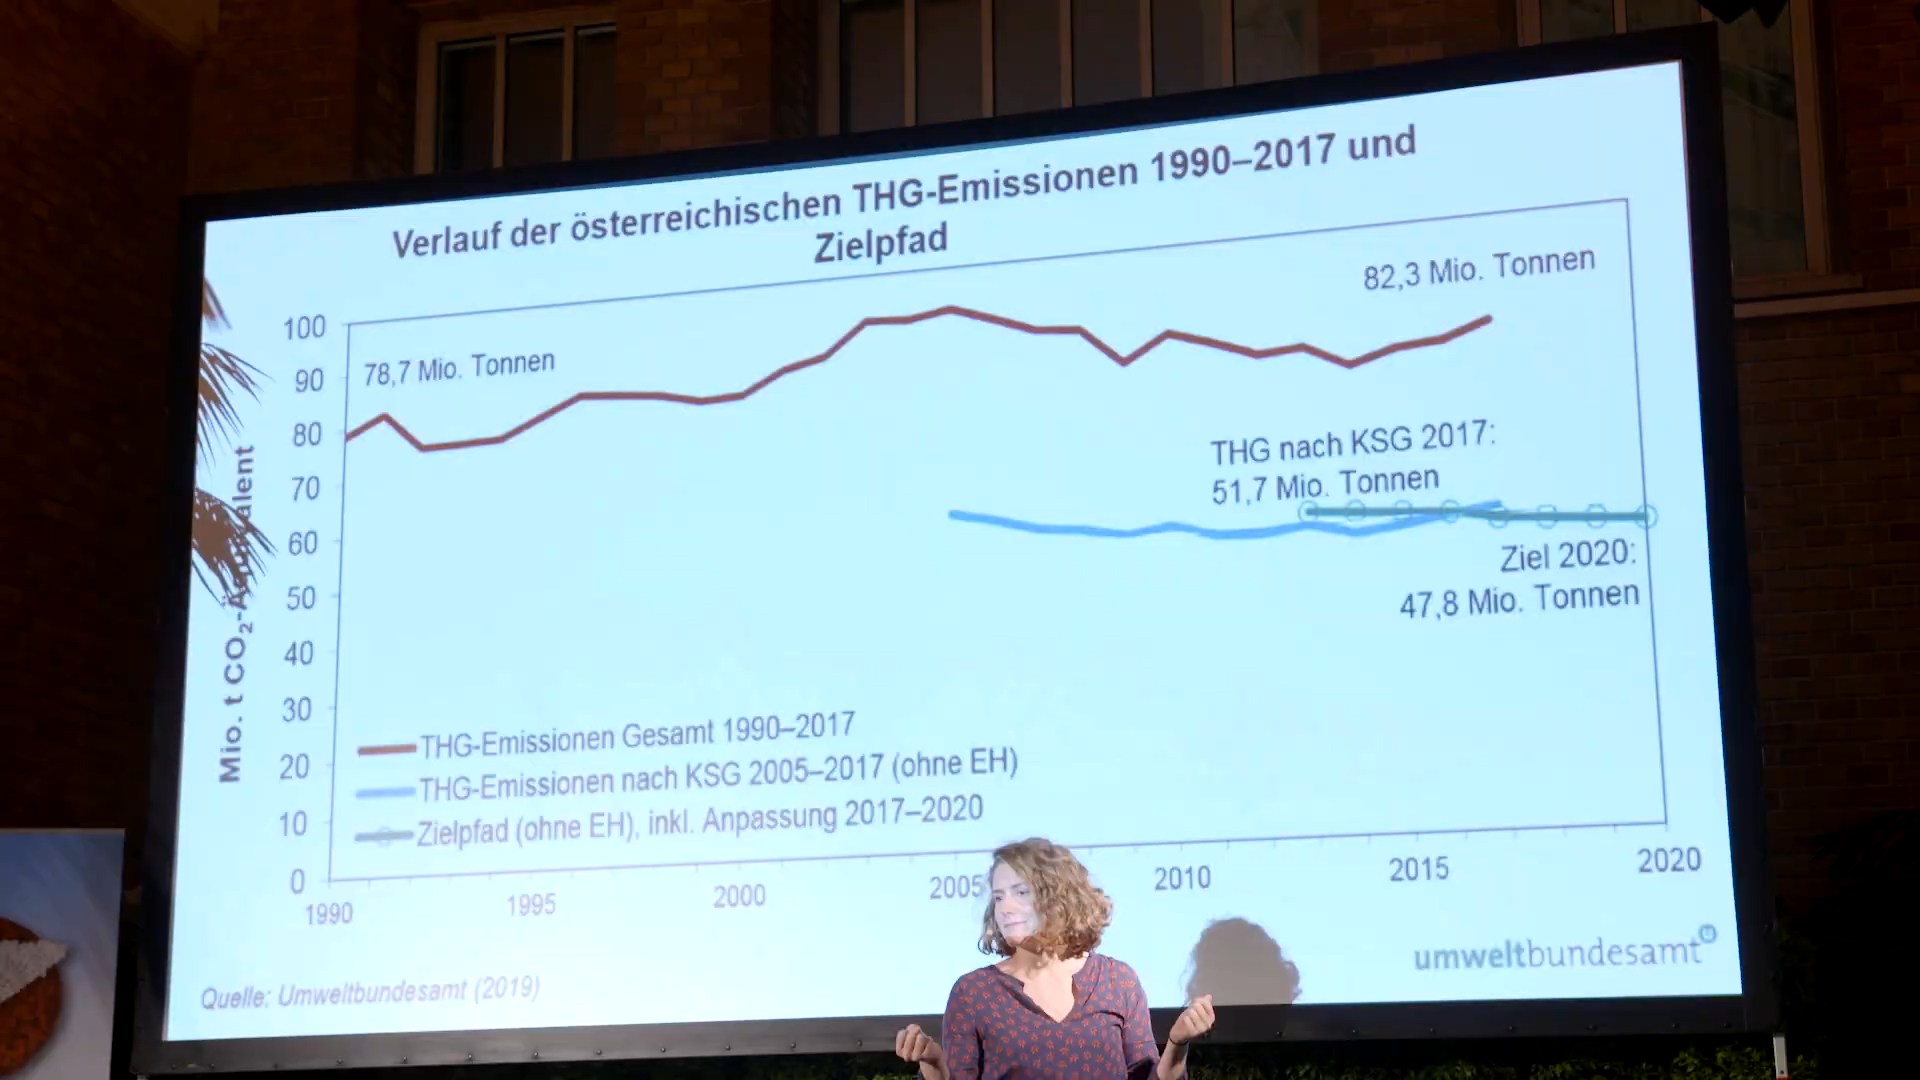 Verlauf der österreichischen THG-Emissionen 1990–2017 und
Zielpfad
82,3 Mio. Tonnen
78,7 Mio. Tonnen
THG nach KSG 2017:
51,7 Mio. Tonnen
Ziel 2020:
47,8 Mio. Tonnen
Mio. t CO₂-Äquivalent
100
90
80
70
60
50
40
30
20
10
0
THG-Emissionen Gesamt 1990–2017
THG-Emissionen nach KSG 2005–2017 (ohne EH)
Zielpfad (ohne EH), inkl. Anpassung 2017–2020
1990 1995 2000 2005 2010 2015 2020
Quelle: Umweltbundesamt (2019)
umweltbundesamt